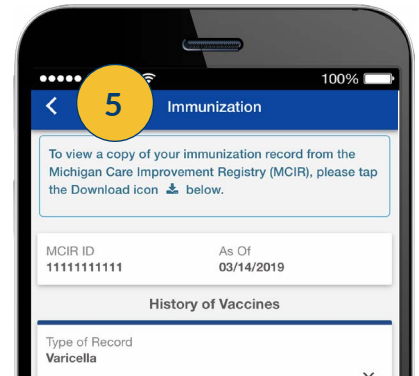 100%
5
Immunization
To view a copy of your immunization record from the
Michigan Care Improvement Registry (MCIR), please tap
the Download icon below.
MCIR ID
As Of
11111111111
03/14/2019
History of Vaccines
Type of Record
Varicella